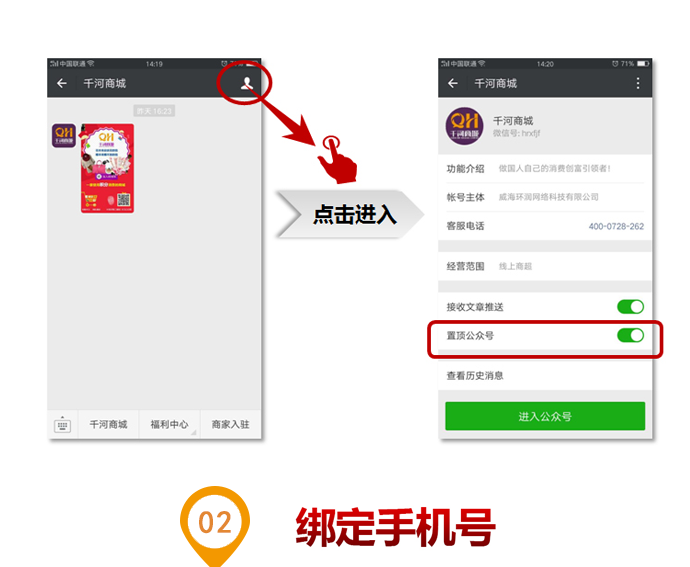 中国联通
14:19
千河商城
昨天 16:23
QH
千河商城
千河商城
福利中心
商家入驻
点击进入
中国联通
14:20
71%
千河商城
QH
千河商城
千河商城
微信号: hrxfjf
功能介绍
做国人自己的消费创富引领者!
帐号主体
威海环润网络科技有限公司
客服电话
400-0728-262
经营范围
线上商超
接收文章推送
置顶公众号
查看历史消息
进入公众号
02
绑定手机号